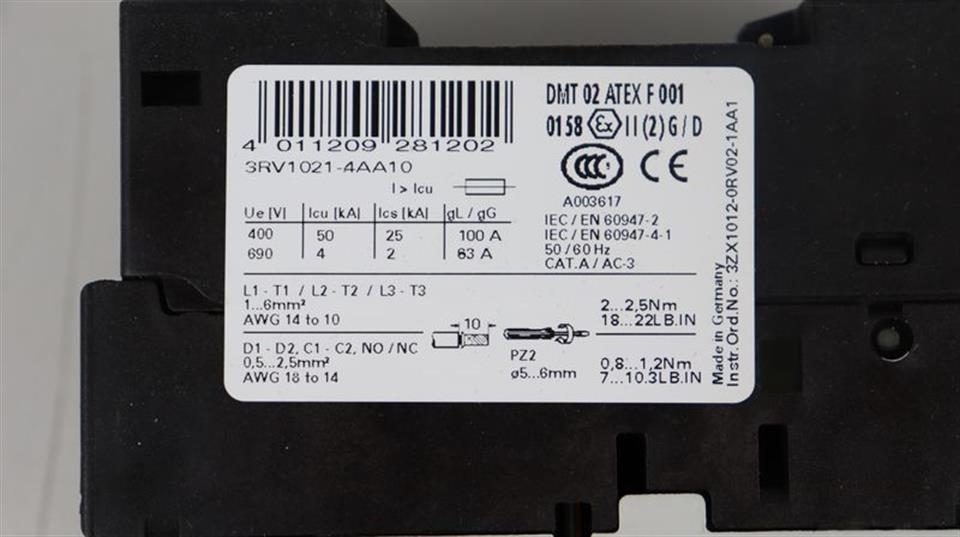 4 011209 281202
3RV1021-4AA10
I > Icu
Ue [V] Icu [kA] Ics [kA] gL / gG
400 50 25 100 A
690 4 2 63 A
DMT 02 ATEX F 001
0158 Ex II (2) G / D
CCC S CE
A003617
IEC / EN 60947-2
IEC / EN 60947-4-1
50 / 60 Hz
CAT.A / AC-3
L1 - T1 / L2 - T2 / L3 - T3
1...6mm²
AWG 14 to 10
2...2,5Nm
18...22LB.IN
D1 - D2, C1 - C2, NO / NC
0,5...2,5mm²
AWG 18 to 14
10
PZ2
ø5...6mm
0,8...1,2Nm
7...10.3LB.IN
Made in Germany
Instr.Ord.No.: 3ZX1012-0RV02-1AA1